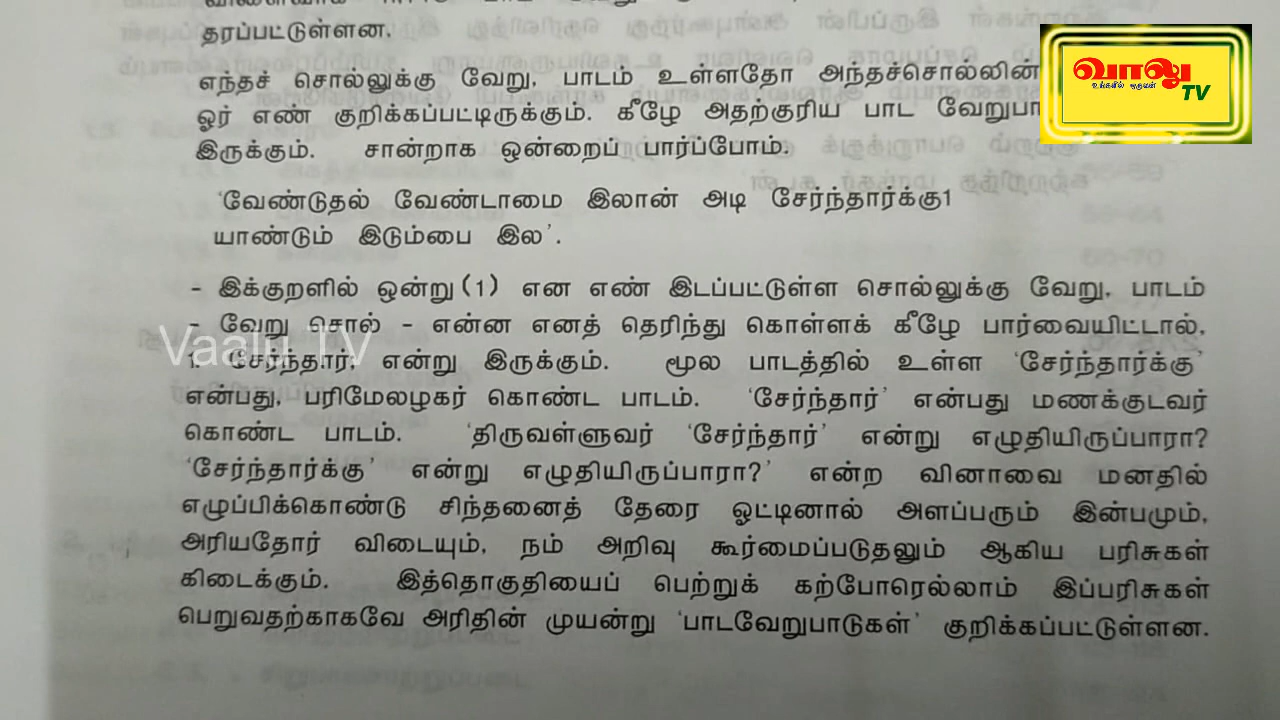 தரப்பட்டுள்ளன.
எந்தச் சொல்லுக்கு வேறு, பாடம் உள்ளதோ அந்தச்சொல்லின்
ஓர் எண் குறிக்கப்பட்டிருக்கும். கீழே அதற்குரிய பாட
இருக்கும். சான்றாக ஒன்றைப் பார்ப்போம்.
‘வேண்டுதல் வேண்டாமை இலான் அடி சேர்ந்தார்க்கு1
யாண்டும் இடும்பை இல’.
- இக்குறளில் ஒன்று (1) என எண் இடப்பட்டுள்ள சொல்லுக்கு வேறு, பாடம்
- வேறு சொல் - என்ன எனத் தெரிந்து கொள்ளக் கீழே பார்வையிட்டால்,
1. சேர்ந்தார், என்று இருக்கும். மூல பாடத்தில் உள்ள ‘சேர்ந்தார்க்கு’
என்பது, பரிமேலழகர் கொண்ட பாடம். ‘சேர்ந்தார்’ என்பது மணக்குடவர்
கொண்ட பாடம். ‘திருவள்ளுவர் ‘சேர்ந்தார்’ என்று எழுதியிருப்பாரா?
‘சேர்ந்தார்க்கு’ என்று எழுதியிருப்பாரா?’ என்ற வினாவை மனதில்
எழுப்பிக்கொண்டு சிந்தனைத் தேரை ஓட்டினால் அளப்பரும் இன்பமும்,
அரியதோர் விடையும், நம் அறிவு கூர்மைப்படுதலும் ஆகிய பரிசுகள்
கிடைக்கும். இத்தொகுதியைப் பெற்றுக் கற்போரெல்லாம் இப்பரிசுகள்
பெறுவதற்காகவே அரிதின் முயன்று ‘பாடவேறுபாடுகள்’ குறிக்கப்பட்டுள்ளன.
வாலு
உங்களில் ஒருவன்
TV
Vaalu TV